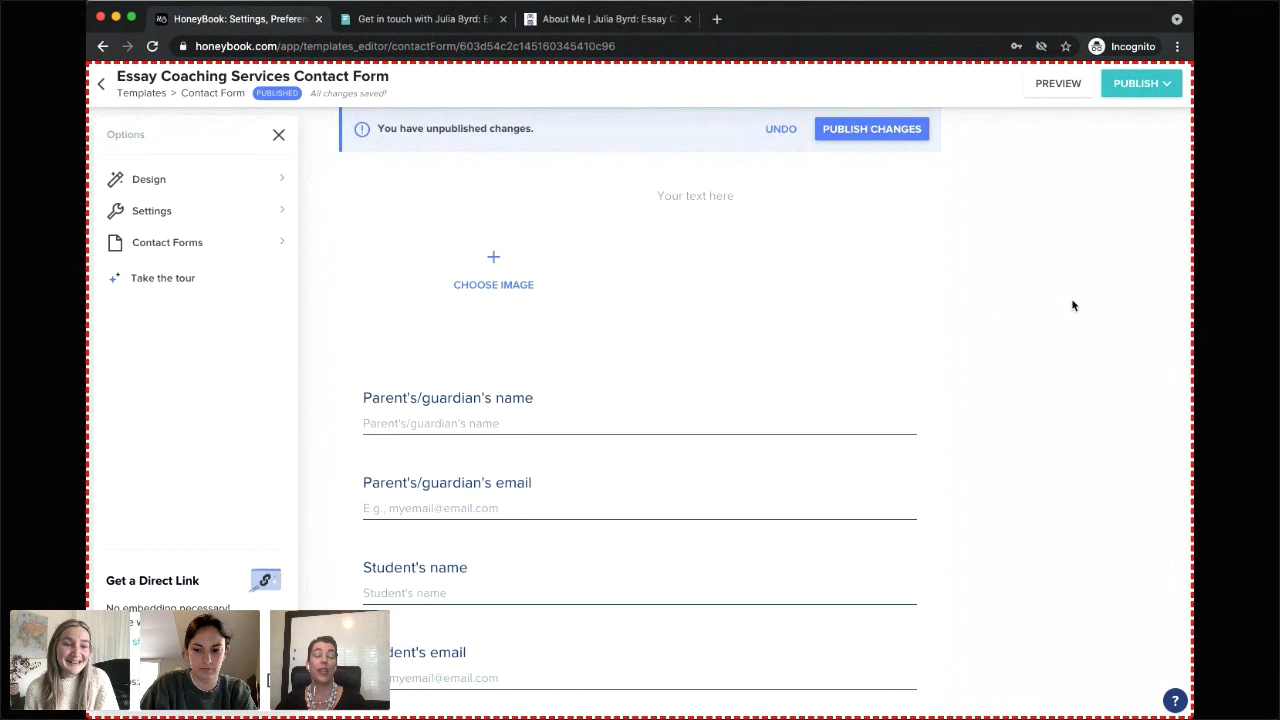 HoneyBook: Settings, Preferen
Get in touch with Julia Byrd: Es
About Me | Julia Byrd: Essay C
honeybook.com/app/templates_editor/contactForm/603d54c2c145160345410c96
Incognito
Essay Coaching Services Contact Form
Templates > Contact Form PUBLISHED All changes saved!
PREVIEW
PUBLISH
Options
Design
Settings
Contact Forms
Take the tour
Get a Direct Link
No embedding necessary!
You have unpublished changes.
UNDO
PUBLISH CHANGES
Your text here
+
CHOOSE IMAGE
Parent's/guardian's name
Parent's/guardian's name
Parent's/guardian's email
E.g., myemail@email.com
Student's name
Student's name
dent's email
myemail@email.com
?